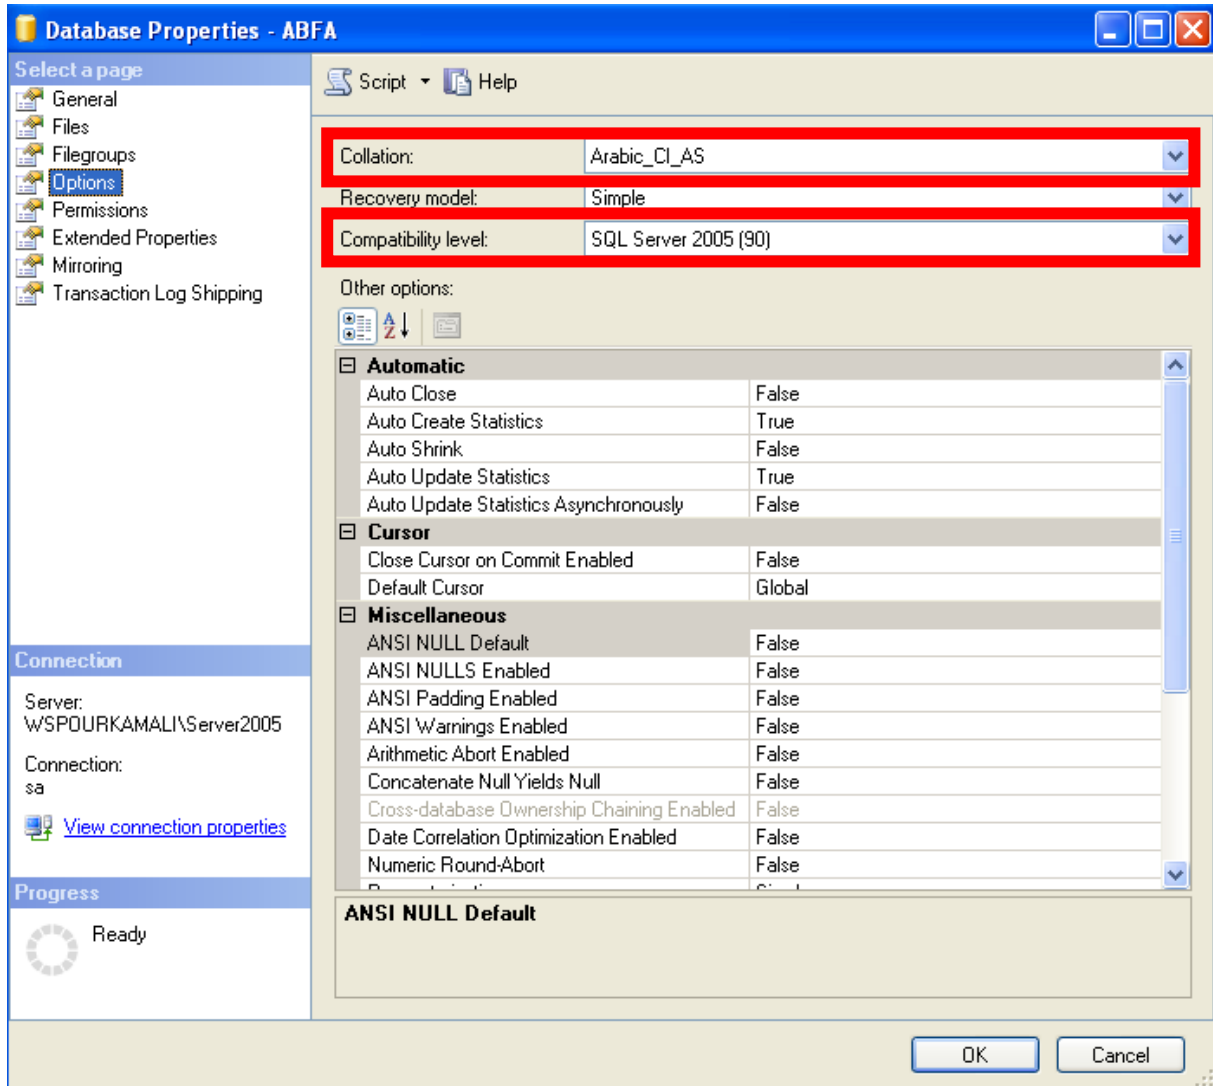 Database Properties - ABFA
Select a page
General
Files
Filegroups
Options
Permissions
Extended Properties
Mirroring
Transaction Log Shipping
Connection
Server:
WSPOURKAMALI\Server2005
Connection:
sa
View connection properties
Progress
Ready
Script Help
Collation: Arabic_CI_AS
Recovery model: Simple
Compatibility level: SQL Server 2005 (90)
Other options:
Automatic
Auto Close False
Auto Create Statistics True
Auto Shrink False
Auto Update Statistics True
Auto Update Statistics Asynchronously False
Cursor
Close Cursor on Commit Enabled False
Default Cursor Global
Miscellaneous
ANSI NULL Default False
ANSI NULLS Enabled False
ANSI Padding Enabled False
ANSI Warnings Enabled False
Arithmetic Abort Enabled False
Concatenate Null Yields Null False
Cross-database Ownership Chaining Enabled False
Date Correlation Optimization Enabled False
Numeric Round-Abort False
ANSI NULL Default
OK Cancel